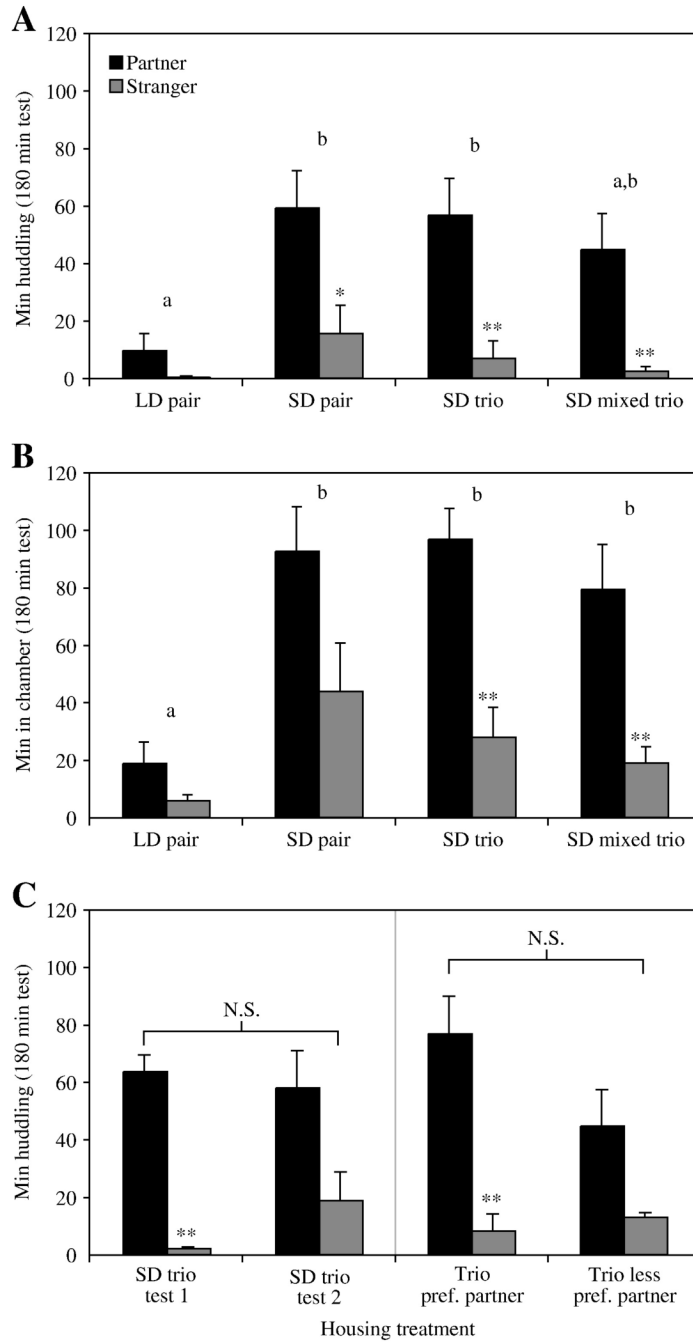 A
120
100
80
60
40
20
0
Min huddling (180 min test)
Partner
Stranger
a
b
*
b
**
a,b
**
LD pair
SD pair
SD trio
SD mixed trio
B
120
100
80
60
40
20
0
Min in chamber (180 min test)
a
b
b
**
b
**
LD pair
SD pair
SD trio
SD mixed trio
C
120
100
80
60
40
20
0
Min huddling (180 min test)
N.S.
**
N.S.
**
SD trio
test 1
SD trio
test 2
Trio
pref. partner
Trio less
pref. partner
Housing treatment